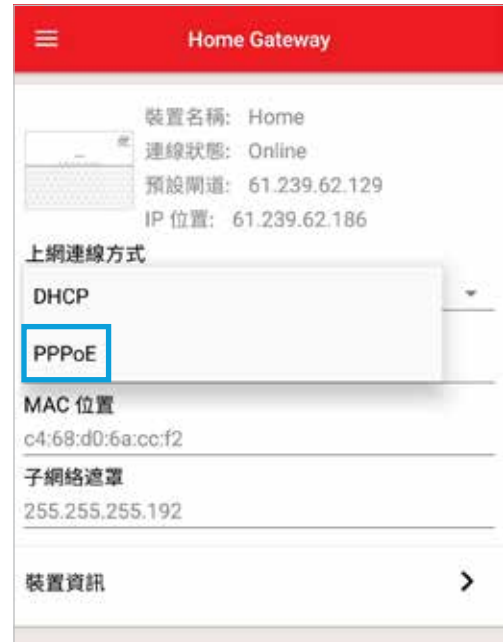 Home Gateway
裝置名稱: Home
連線狀態: Online
預設閘道: 61.239.62.129
IP 位置: 61.239.62.186
上網連線方式
DHCP
PPPoE
MAC 位置
c4:68:d0:6a:cc:f2
子網絡遮罩
255.255.255.192
裝置資訊